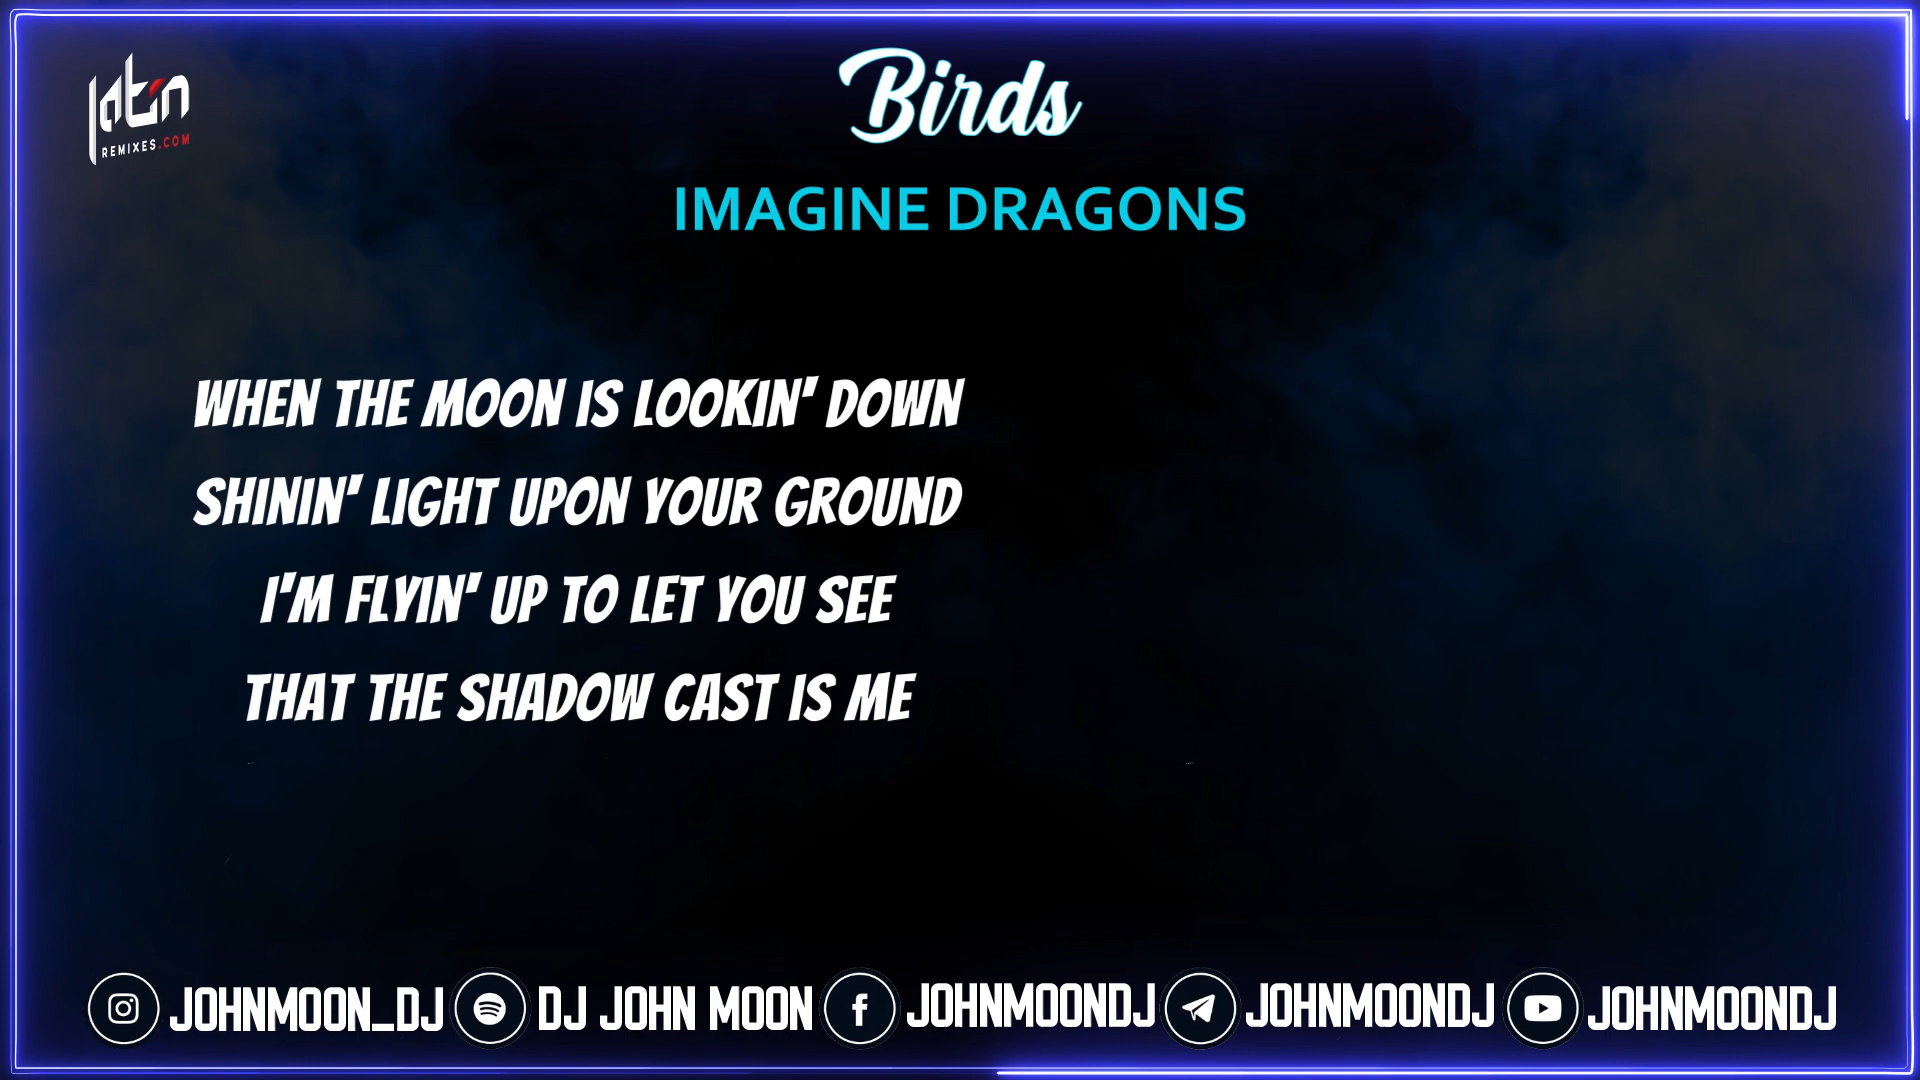 latin
REMIXES.COM
Birds
IMAGINE DRAGONS
WHEN THE MOON IS LOOKIN' DOWN
SHININ' LIGHT UPON YOUR GROUND
I'M FLYIN' UP TO LET YOU SEE
THAT THE SHADOW CAST IS ME
JOHNMOON_DJ DJ JOHN MOON JOHNMOONDJ JOHNMOONDJ JOHNMOONDJ